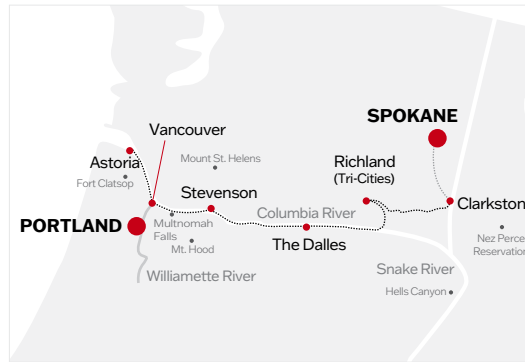 SPOKANE
Vancouver
Astoria
Mount St. Helens
Richland
(Tri-Cities)
Fort Clatsop
Stevenson
Clarkston
Columbia River
PORTLAND
Multnomah
Falls
The Dalles
Mt. Hood
Nez Perce
Reservation
Williamette River
Snake River
Hells Canyon